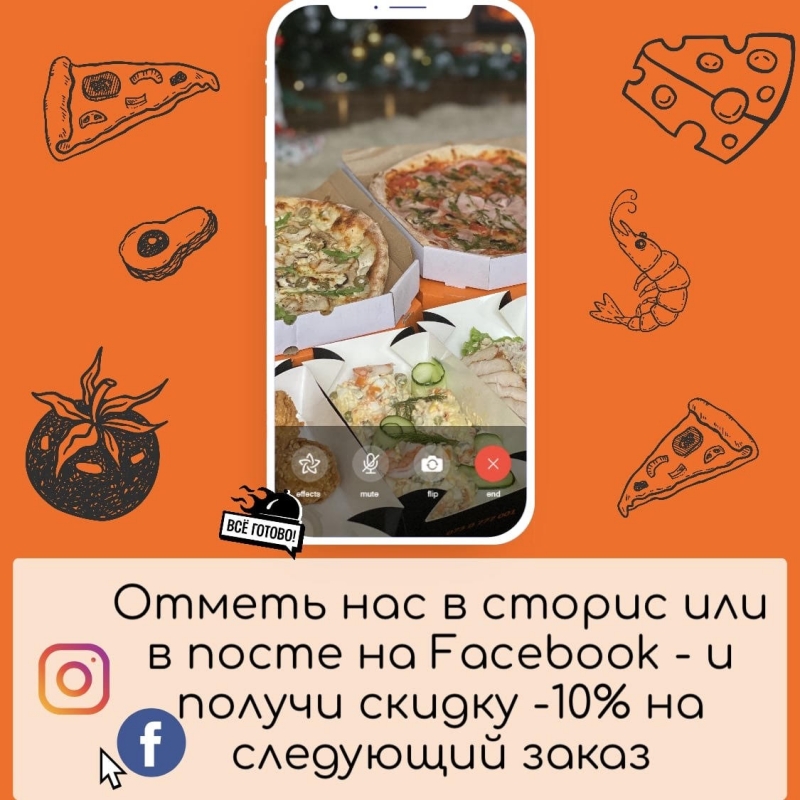 effects
mute
flip
end
ВСЁ ГОТОВО!
Отметь нас в сторис или
в посте на Facebook - и
получи скидку -10% на
следующий заказ